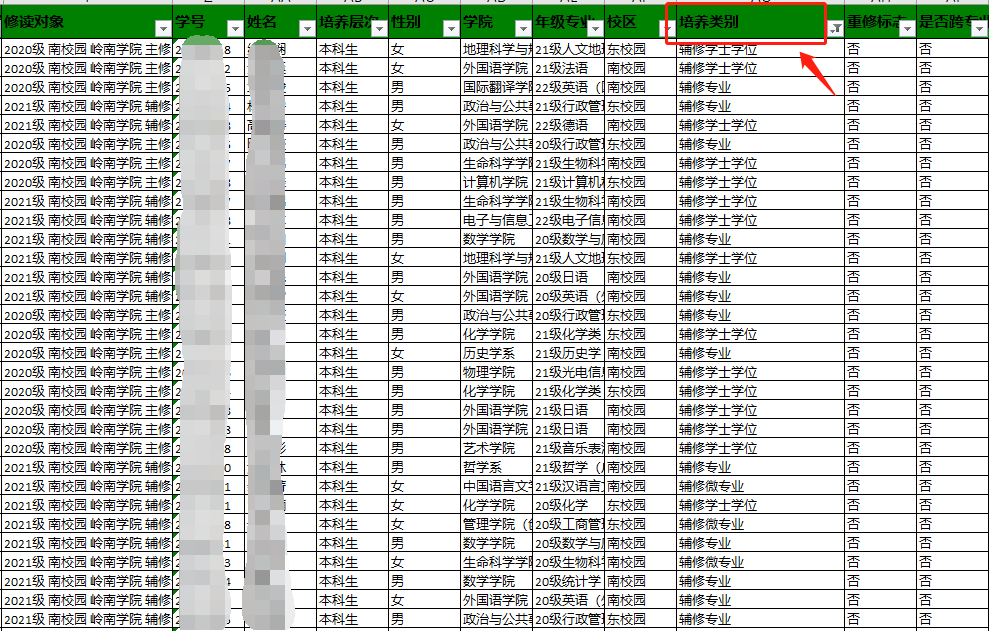 修读对象 学号 姓名 培养层次 性别 学院 年级专业 校区 培养类别 重修标志 是否跨专
2020级 南校园 岭南学院 主修 8 本科生 女 地理科学与 21级人文地 东校园 辅修学士学位 否 否
2020级 南校园 岭南学院 主修 2 本科生 女 外国语学院 21级法语 南校园 辅修学士学位 否 否
2020级 南校园 岭南学院 主修 本科生 男 国际翻译学 22级英语 南校园 辅修专业 否 否
2021级 南校园 岭南学院 辅修 本科生 男 政治与公共 21级行政管 东校园 辅修专业 否 否
2021级 南校园 岭南学院 辅修 本科生 女 外国语学院 22级德语 南校园 辅修学士学位 否 否
2020级 南校园 岭南学院 主修 本科生 男 政治与公共 20级行政管 东校园 辅修专业 否 否
2020级 南校园 岭南学院 主修 本科生 男 生命科学学 21级生物科 南校园 辅修学士学位 否 否
2020级 南校园 岭南学院 主修 本科生 男 计算机学院 21级计算机 东校园 辅修学士学位 否 否
2021级 南校园 岭南学院 辅修 本科生 男 生命科学学 21级生物科 南校园 辅修学士学位 否 否
2021级 南校园 岭南学院 辅修 本科生 男 电子与信息 22级电子信 南校园 辅修学士学位 否 否
2021级 南校园 岭南学院 辅修 本科生 男 数学学院 20级数学与 南校园 辅修专业 否 否
2021级 南校园 岭南学院 辅修 本科生 女 地理科学与 21级人文地 东校园 辅修学士学位 否 否
2021级 南校园 岭南学院 辅修 本科生 男 外国语学院 20级日语 南校园 辅修专业 否 否
2021级 南校园 岭南学院 辅修 本科生 女 外国语学院 20级英语 南校园 辅修专业 否 否
2021级 南校园 岭南学院 辅修 本科生 男 政治与公共 20级行政管 东校园 辅修专业 否 否
2020级 南校园 岭南学院 主修 本科生 男 化学学院 21级化学类 东校园 辅修学士学位 否 否
2020级 南校园 岭南学院 主修 本科生 女 历史学系 21级历史学 南校园 辅修专业 否 否
2020级 南校园 岭南学院 主修 本科生 男 物理学院 21级光电信 南校园 辅修学士学位 否 否
2020级 南校园 岭南学院 主修 本科生 男 化学学院 21级化学类 东校园 辅修学士学位 否 否
2020级 南校园 岭南学院 主修 本科生 男 外国语学院 21级日语 南校园 辅修学士学位 否 否
2020级 南校园 岭南学院 主修 本科生 男 外国语学院 21级日语 南校园 辅修学士学位 否 否
2020级 南校园 岭南学院 主修 8 本科生 男 艺术学院 21级音乐表 南校园 辅修学士学位 否 否
2021级 南校园 岭南学院 辅修 0 本科生 男 哲学系 21级哲学 南校园 辅修专业 否 否
2021级 南校园 岭南学院 辅修 1 本科生 女 中国语言文 21级汉语言 南校园 辅修微专业 否 否
2021级 南校园 岭南学院 辅修 1 本科生 女 化学学院 20级化学 东校园 辅修学士学位 否 否
2021级 南校园 岭南学院 辅修 8 本科生 女 管理学院 20级工商管 东校园 辅修微专业 否 否
2021级 南校园 岭南学院 辅修 1 本科生 男 数学学院 20级数学与 南校园 辅修专业 否 否
2021级 南校园 岭南学院 辅修 3 本科生 女 生命科学学 20级生物科 南校园 辅修微专业 否 否
2021级 南校园 岭南学院 辅修 4 本科生 男 数学学院 20级统计学 南校园 辅修专业 否 否
2021级 南校园 岭南学院 辅修 本科生 女 外国语学院 20级英语 南校园 辅修专业 否 否
2021级 南校园 岭南学院 辅修 本科生 男 政治与公共 20级行政管 东校园 辅修专业 否 否